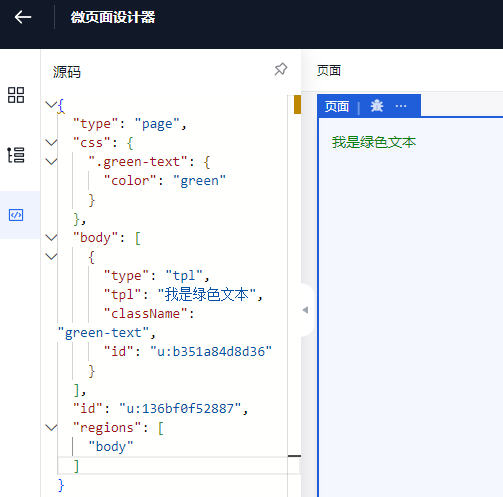 微页面设计器
源码
页面
页面
{
"type": "page",
"css": {
".green-text": {
"color": "green"
}
},
"body": [
{
"type": "tpl",
"tpl": "我是绿色文本",
"className":
"green-text",
"id": "u:b351a84d8d36"
}
],
"id": "u:136bf0f52887",
"regions": [
"body"
]
}
我是绿色文本